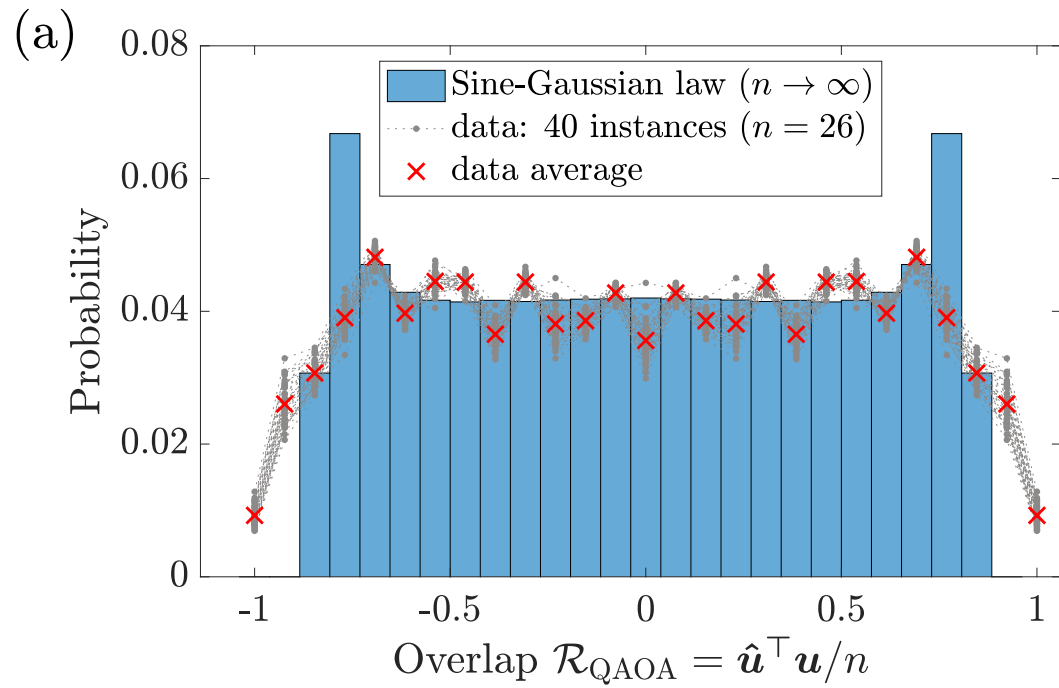 (a)
0.08
0.06
0.04
0.02
0
Probability
Sine-Gaussian law (n → ∞)
data: 40 instances (n = 26)
data average
-1 -0.5 0 0.5 1
Overlap ℛ_QAOA = û^⊤u/n